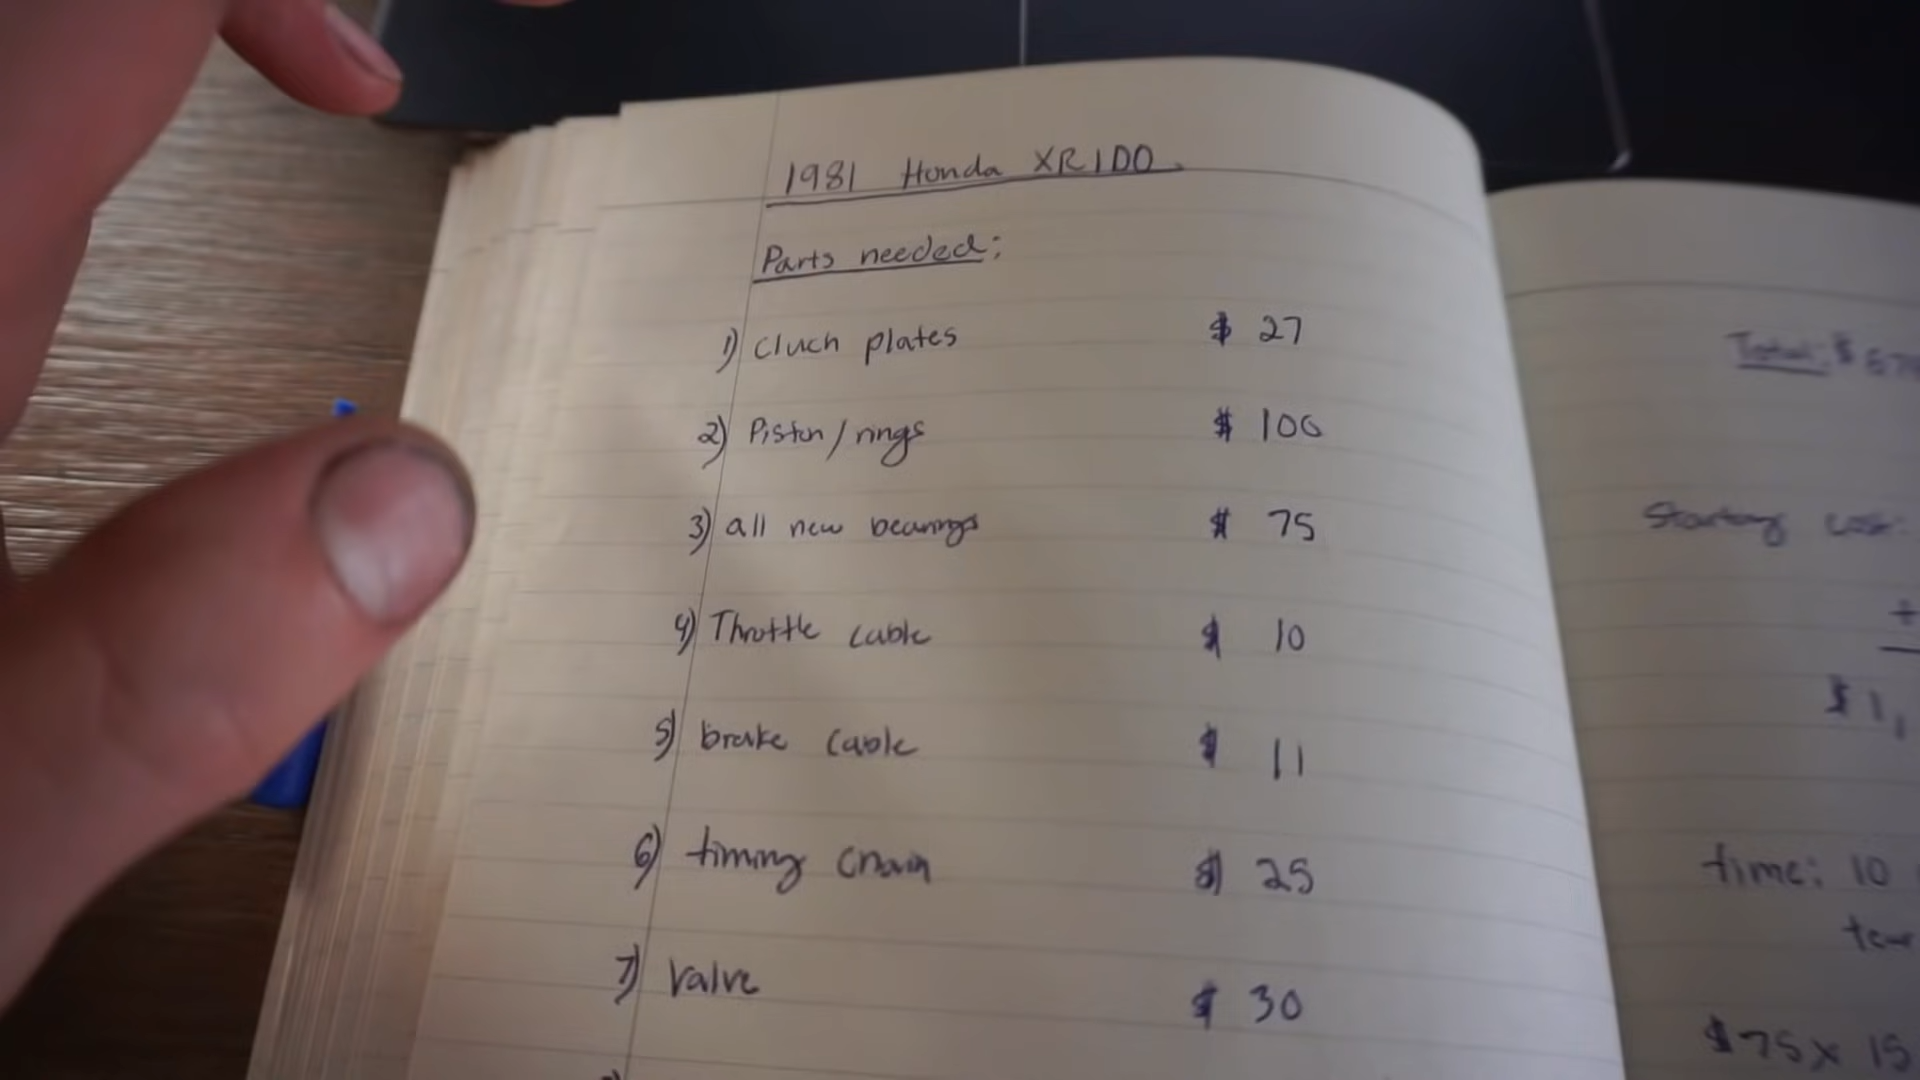 1981 Honda XR100
Parts needed:
1) cluch plates $ 27
2) Piston/rings $ 100
3) all new bearings $ 75
4) Throttle cable $ 10
5) brake cable $ 11
6) timing chain $ 25
7) Valve $ 30
Total: $
Starting cost:
+
$ 1,
time: 10
$75 x 15